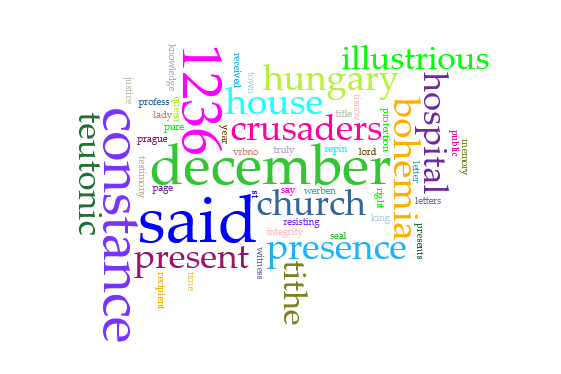 illustrious
hungary
1236
house
crusaders
hospital
bohemia
december
teutonic
constance
said
church
present
presence
tithe
knowledge
received
town
justice
profess
queen
lady
pure
prague
year
title
protection
public
memory
vrbno
truly
repin
lord
letter
testimony
page
st
say
werben
right
letters
resisting
king
integrity
seal
presents
witness
recipient
time